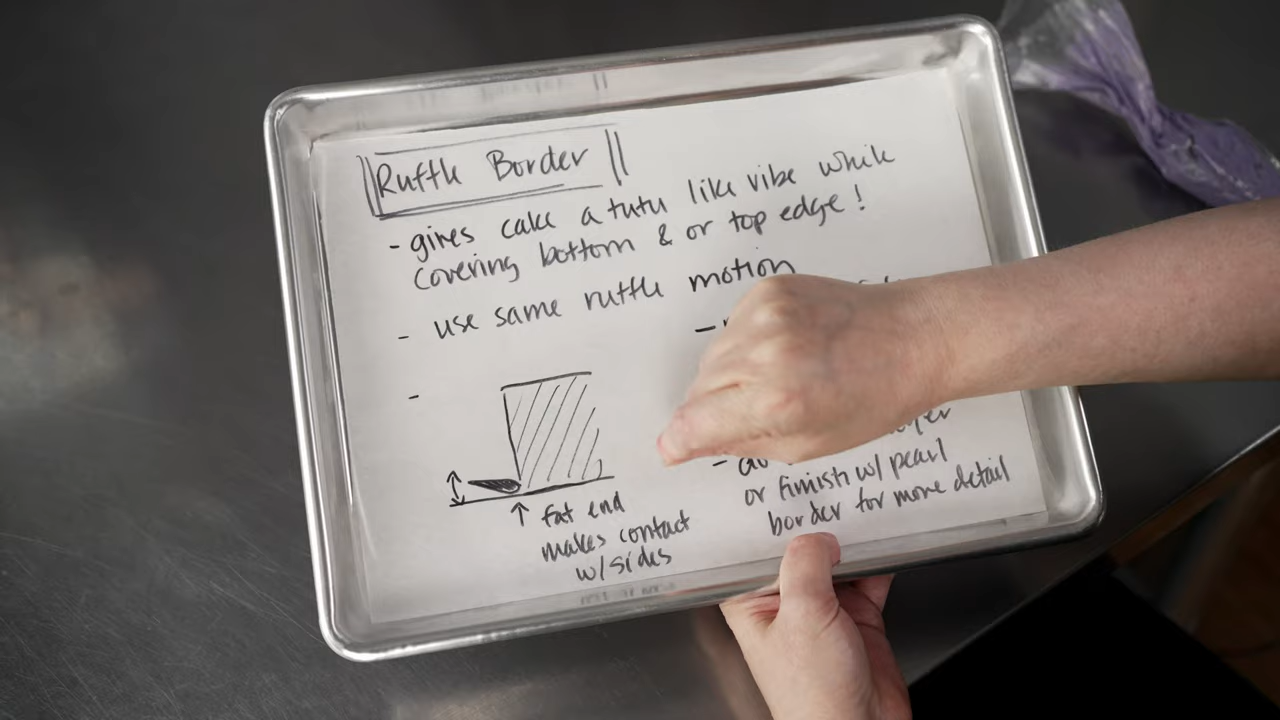 Ruffle Border
- gives cake a tutu like vibe while
covering bottom & or top edge!
- use same ruffle motion
-
↑ fat end
makes contact
w/sides
-
-
or finish w/ pearl
border for more detail